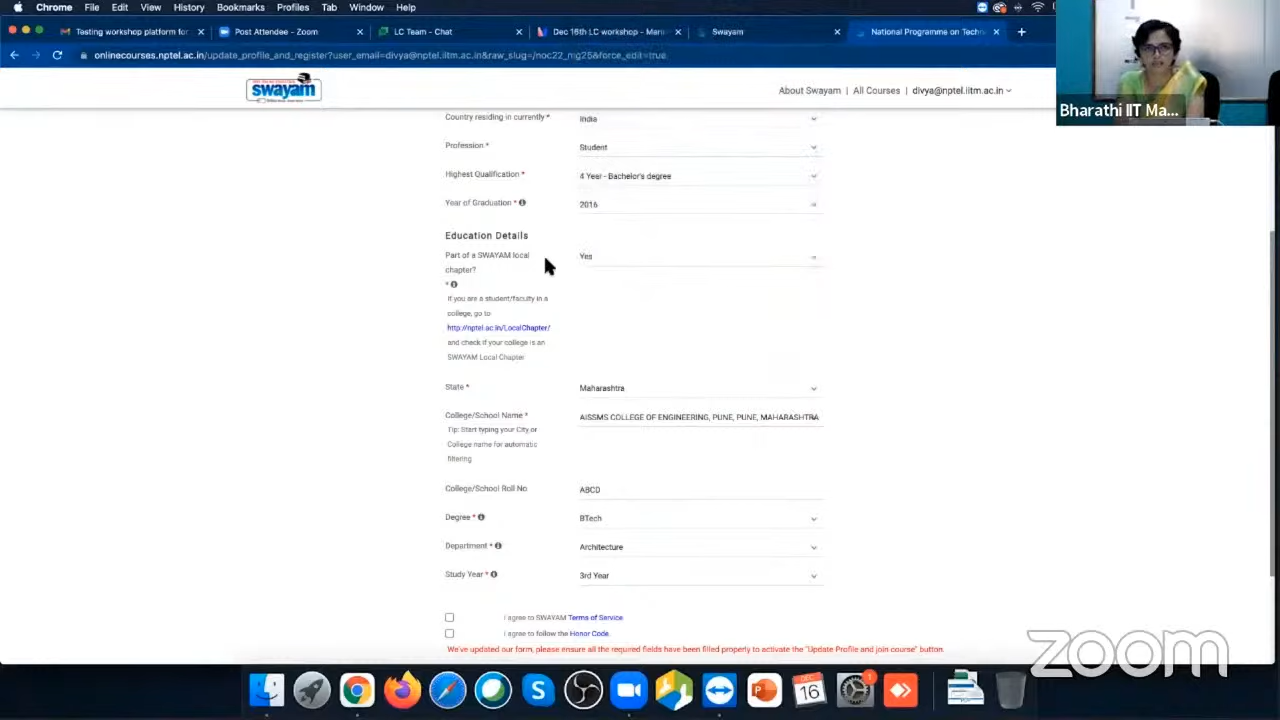 Chrome File Edit View History Bookmarks Profiles Tab Window Help
Testing workshop platform for
Post Attendee - Zoom
LC Team - Chat
Dec 16th LC workshop - Ment
Swayam
National Programme on Techn
onlinecourses.nptel.ac.in/update_profile_and_register?user_email=divya@nptel.iitm.ac.in&raw_slug=/noc22_mg25&force_edit=true
swayam
About Swayam | All Courses | divya@nptel.iitm.ac.in
Bharathi IIT Ma...
Country residing in currently * India
Profession * Student
Highest Qualification * 4 Year - Bachelor's degree
Year of Graduation * 2016
Education Details
Part of a SWAYAM local Yes
chapter?
*
If you are a student/faculty in a
college, go to
http://nptel.ac.in/LocalChapter/
and check if your college is an
SWAYAM Local Chapter
State * Maharashtra
College/School Name * AISSMS COLLEGE OF ENGINEERING, PUNE, PUNE, MAHARASHTRA
Tip: Start typing your City or
College name for automatic
filtering
College/School Roll No ABCD
Degree * BTech
Department * Architecture
Study Year * 3rd Year
I agree to SWAYAM Terms of Service.
I agree to follow the Honor Code.
We've updated our form, please ensure all the required fields have been filled properly to activate the "Update Profile and join course" button.
zoom
DEC
16
1